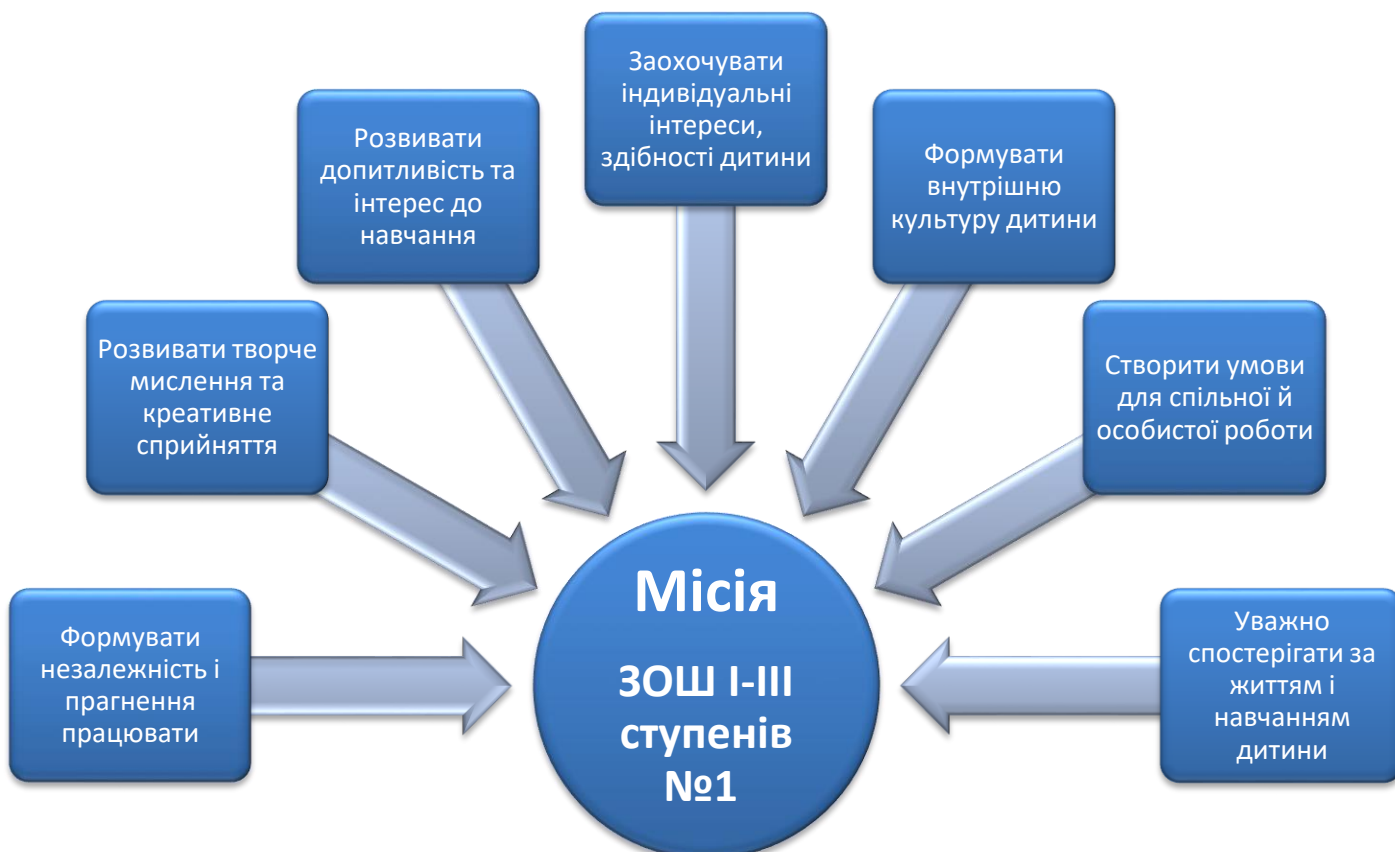 Формувати
незалежність і
прагнення
працювати
Розвивати творче
мислення та
креативне
сприйняття
Розвивати
допитливість та
інтерес до
навчання
Заохочувати
індивідуальні
інтереси,
здібності дитини
Формувати
внутрішню
культуру дитини
Створити умови
для спільної й
особистої роботи
Уважно
спостерігати за
життям і
навчанням
дитини
Місія
ЗОШ І-ІІІ
ступенів
№1